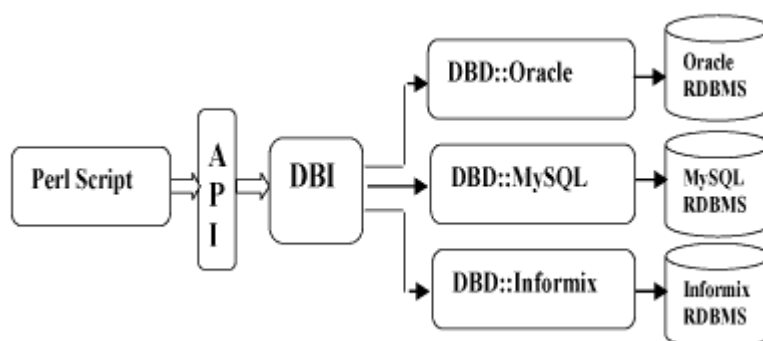 Perl Script
A
P
I
DBI
DBD::Oracle
Oracle
RDBMS
DBD::MySQL
MySQL
RDBMS
DBD::Informix
Informix
RDBMS